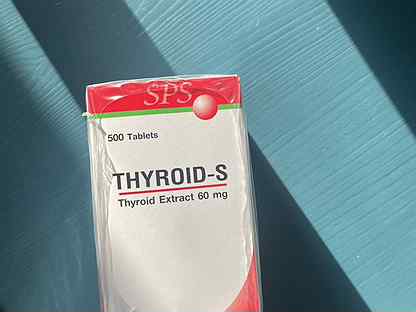 SPS
500 Tablets
THYROID-S
Thyroid Extract 60 mg